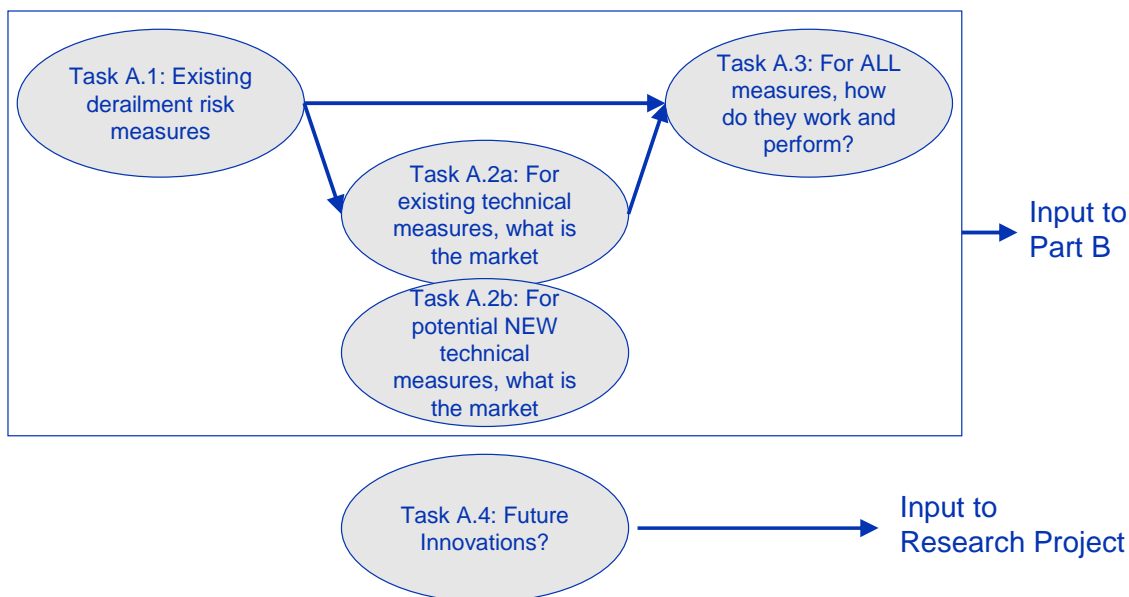 Task A.1: Existing
derailment risk
measures
Task A.3: For ALL
measures, how
do they work and
perform?
Task A.2a: For
existing technical
measures, what is
the market
Task A.2b: For
potential NEW
technical
measures, what is
the market
Input to
Part B
Task A.4: Future
Innovations?
Input to
Research Project